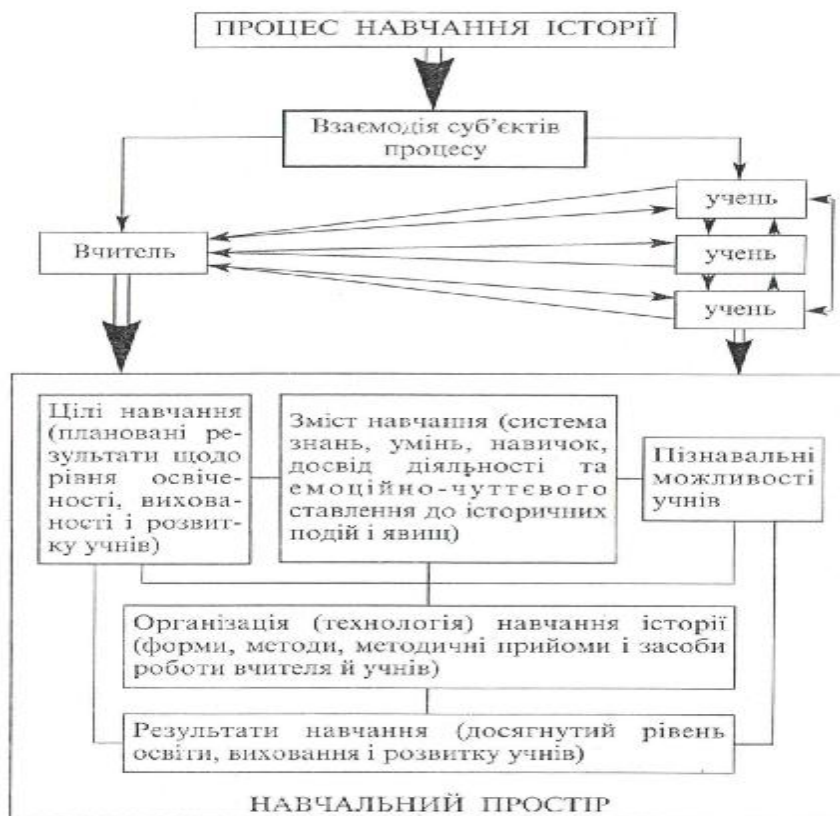 ПРОЦЕС НАВЧАННЯ ІСТОРІЇ
Взаємодія суб’єктів
процесу
Вчитель
учень
учень
учень
Цілі навчання
(плановані ре-
зультати щодо
рівня освіче-
ності, вихова-
ності і розвит-
ку учнів)
Зміст навчання (система
знань, умінь, навичок,
досвід діяльності та
емоційно-чуттєвого
ставлення до історичних
подій і явищ)
Пізнавальні
можливості
учнів
Організація (технологія) навчання історії
(форми, методи, методичні прийоми і засоби
роботи вчителя й учнів)
Результати навчання (досягнутий рівень
освіти, виховання і розвитку учнів)
НАВЧАЛЬНИЙ ПРОСТІР